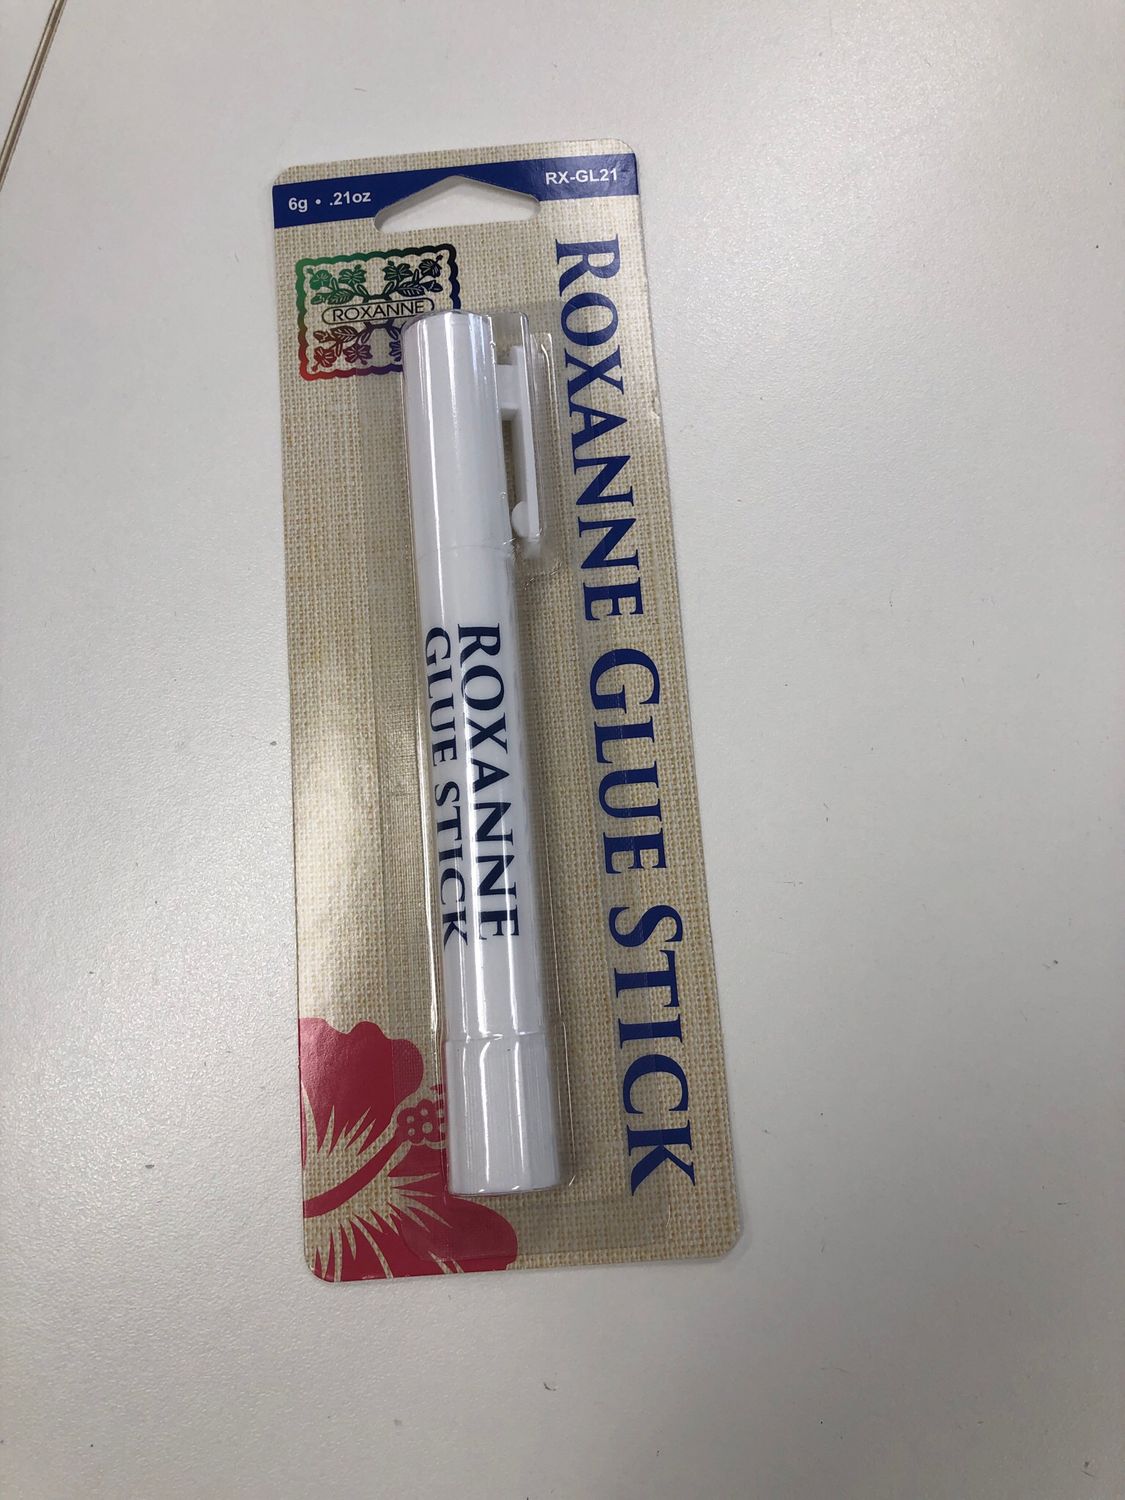 6g • .21oz
RX-GL21
ROXANNE
ROXANNE GLUE STICK
ROXANNE
GLUE STICK